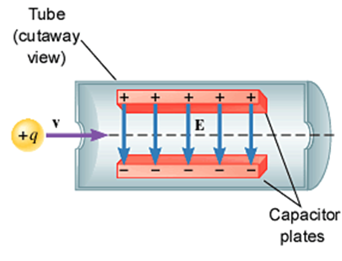 Tube
(cutaway
view)
+ + + + +
v
+q
E
− − − − −
Capacitor
plates